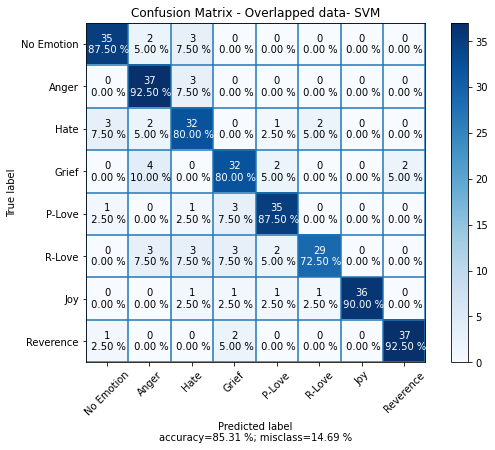 Confusion Matrix - Overlapped data- SVM
No Emotion 35 2 3 0 0 0 0 0
87.50 % 5.00 % 7.50 % 0.00 % 0.00 % 0.00 % 0.00 % 0.00 %
Anger 0 37 3 0 0 0 0 0
0.00 % 92.50 % 7.50 % 0.00 % 0.00 % 0.00 % 0.00 % 0.00 %
Hate 3 2 32 0 1 2 0 0
7.50 % 5.00 % 80.00 % 0.00 % 2.50 % 5.00 % 0.00 % 0.00 %
Grief 0 4 0 32 2 0 0 2
0.00 % 10.00 % 0.00 % 80.00 % 5.00 % 0.00 % 0.00 % 5.00 %
P-Love 1 0 1 3 35 0 0 0
2.50 % 0.00 % 2.50 % 7.50 % 87.50 % 0.00 % 0.00 % 0.00 %
R-Love 0 3 3 3 2 29 0 0
0.00 % 7.50 % 7.50 % 7.50 % 5.00 % 72.50 % 0.00 % 0.00 %
Joy 0 0 1 1 1 1 36 0
0.00 % 0.00 % 2.50 % 2.50 % 2.50 % 2.50 % 90.00 % 0.00 %
Reverence 1 0 0 2 0 0 0 37
2.50 % 0.00 % 0.00 % 5.00 % 0.00 % 0.00 % 0.00 % 92.50 %
True label
No Emotion Anger Hate Grief P-Love R-Love Joy Reverence
Predicted label
accuracy=85.31 %; misclass=14.69 %
35
30
25
20
15
10
5
0